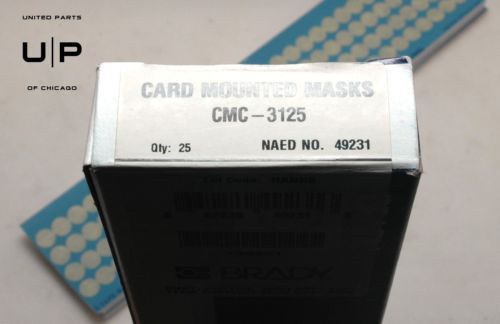 UNITED PARTS
U|P
OF CHICAGO
CARD MOUNTED MASKS
CMC-3125
Qty: 25 NAED NO. 49231
BRADY